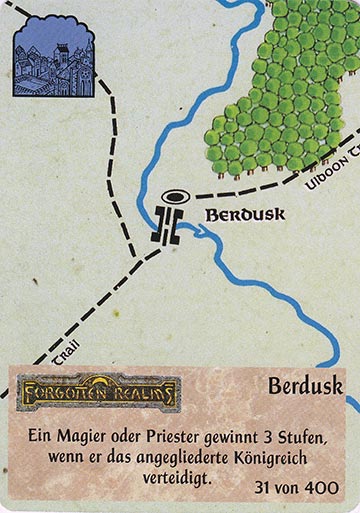 Uldoon Tr
Berdusk
Trail
FORGOTTEN REALMS
Berdusk
Ein Magier oder Priester gewinnt 3 Stufen,
wenn er das angegliederte Königreich
verteidigt.
31 von 400